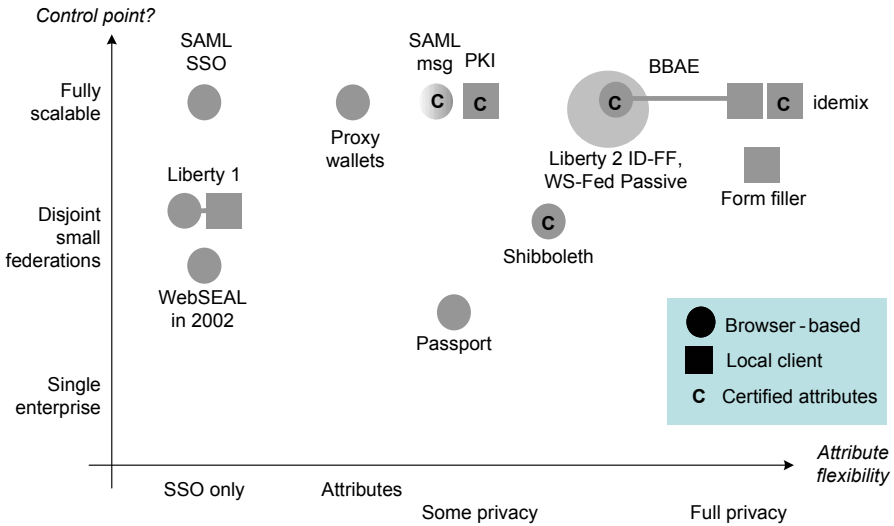 Control point?
SAML
SSO
SAML
msg
PKI
BBAE
Fully
scalable
C
C
C
C
idemix
Proxy
wallets
Liberty 2 ID-FF,
WS-Fed Passive
Form filler
Liberty 1
Disjoint
small
federations
C
Shibboleth
WebSEAL
in 2002
Passport
Browser-based
Local client
C Certified attributes
Single
enterprise
Attribute
flexibility
SSO only
Attributes
Some privacy
Full privacy